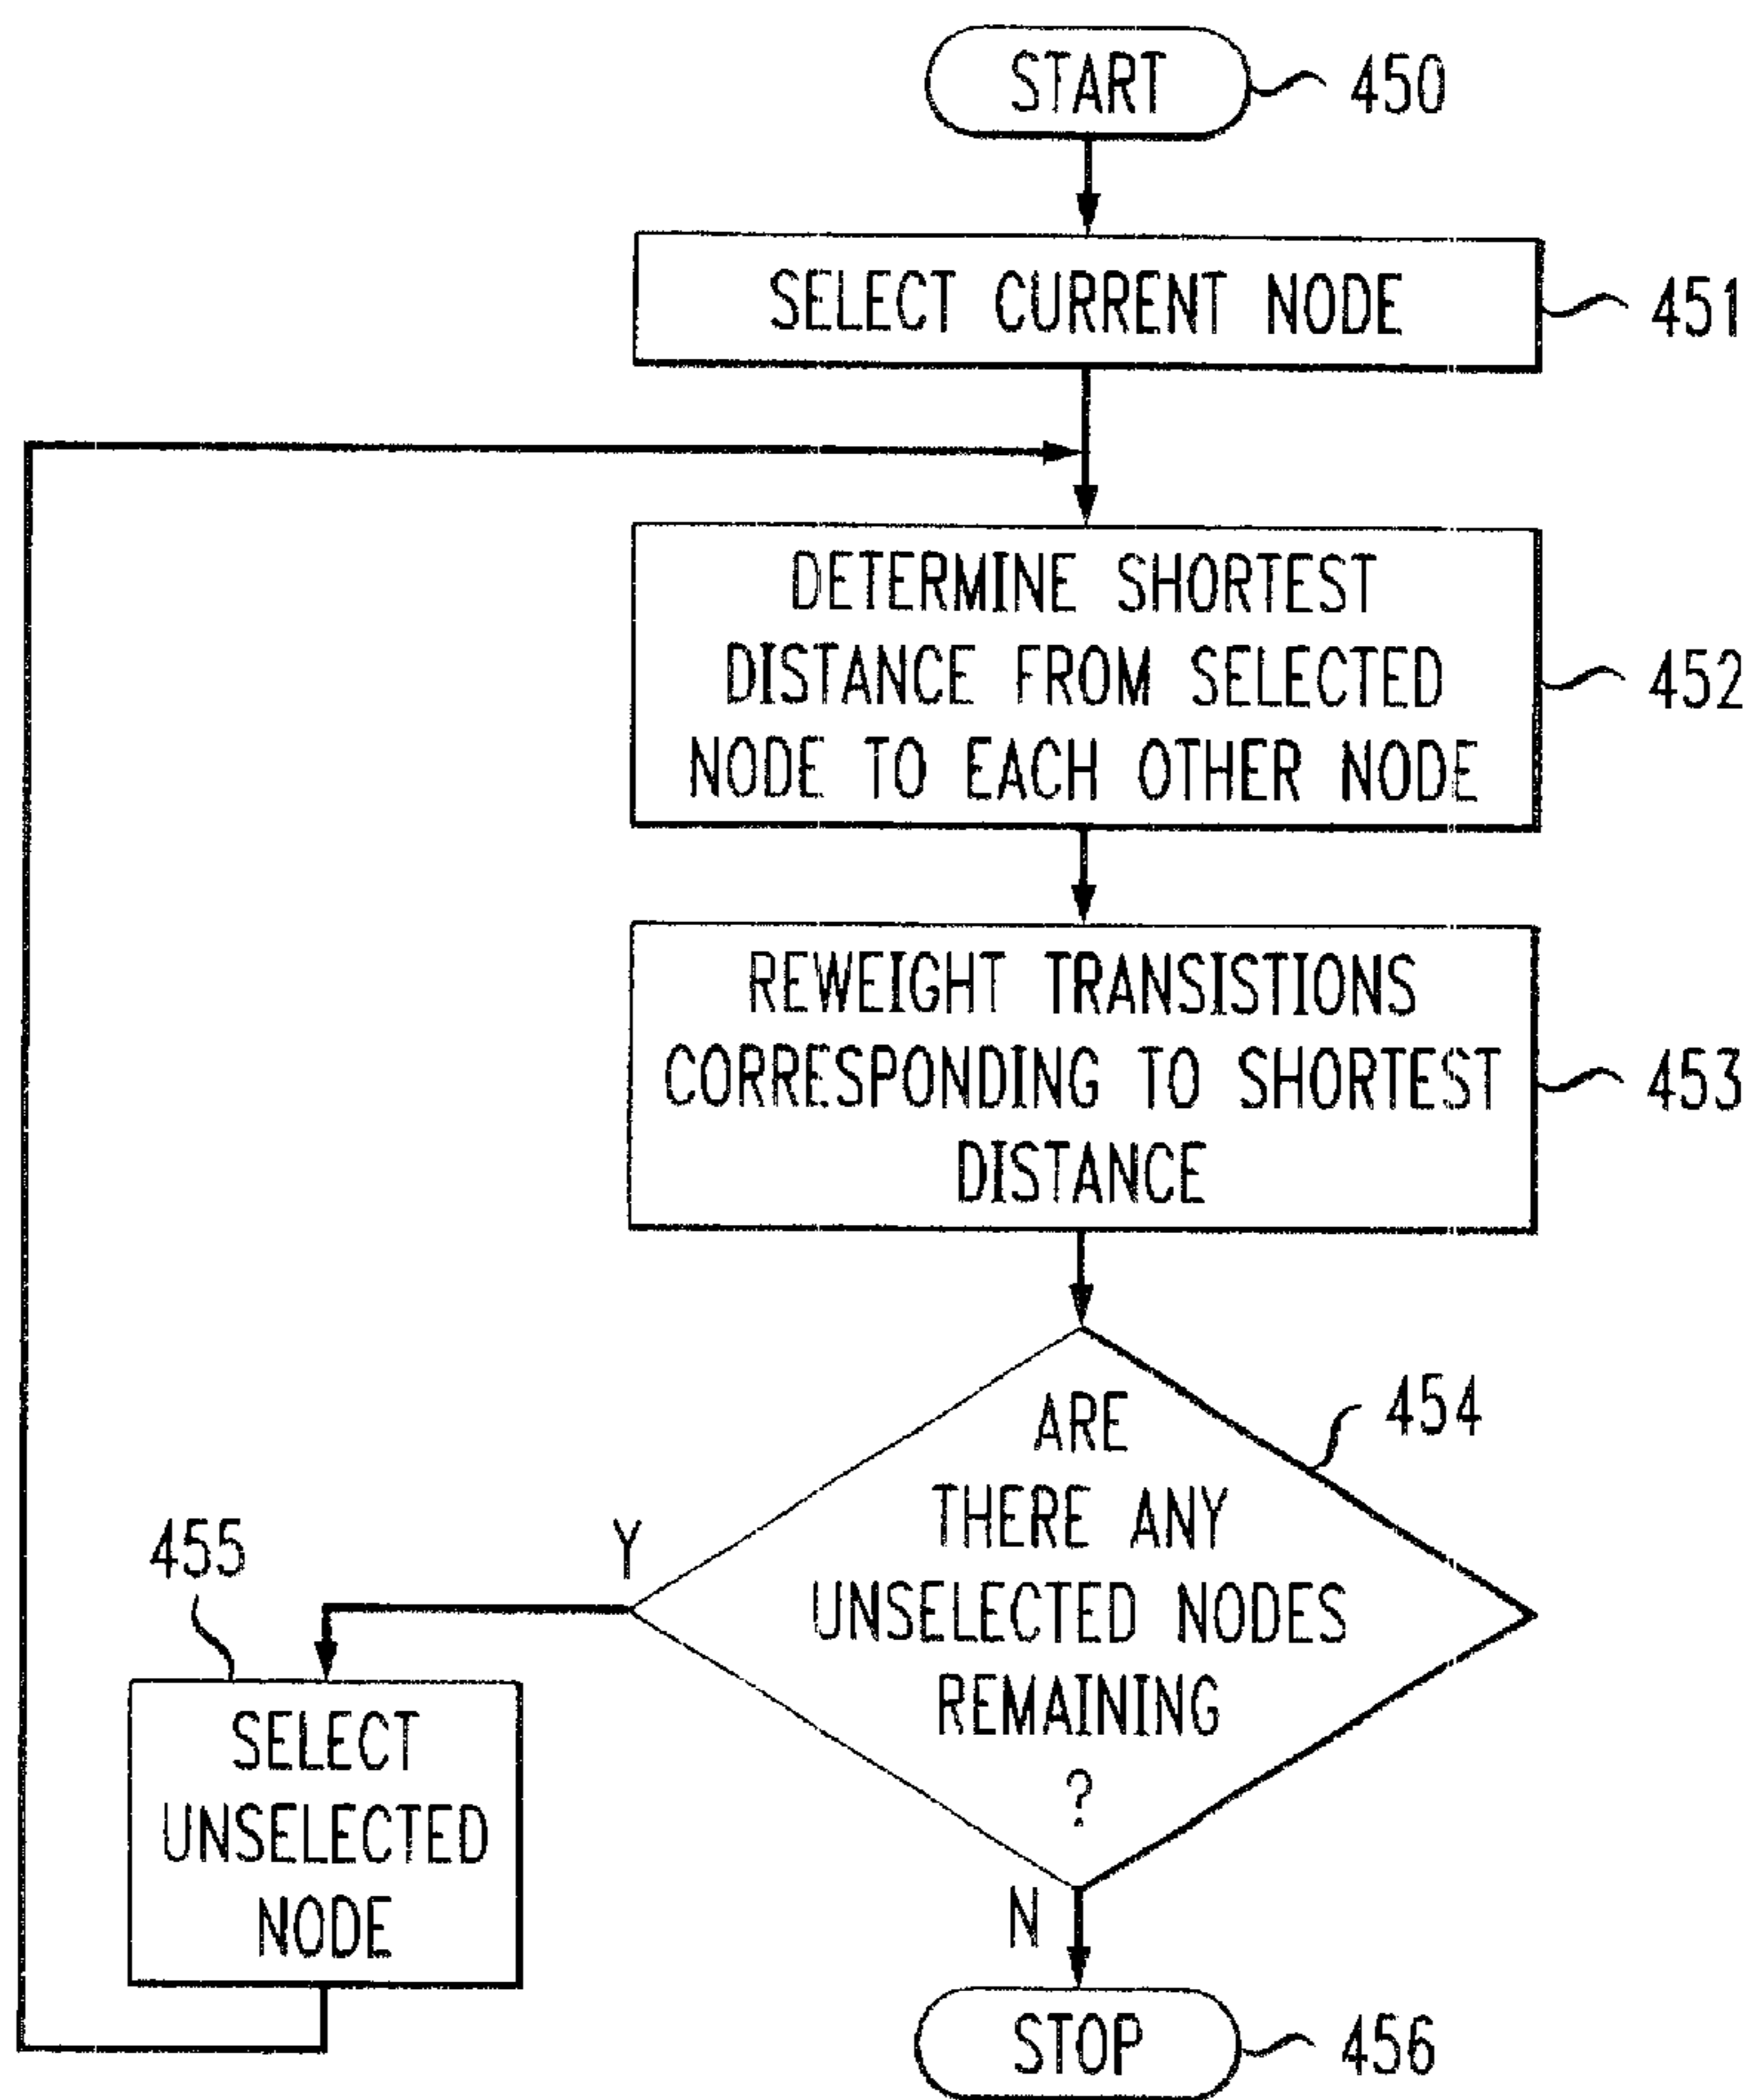 START
450
SELECT CURRENT NODE
451
DETERMINE SHORTEST
DISTANCE FROM SELECTED
NODE TO EACH OTHER NODE
452
REWEIGHT TRANSISTIONS
CORRESPONDING TO SHORTEST
DISTANCE
453
ARE
THERE ANY
UNSELECTED NODES
REMAINING
?
454
Y
455
SELECT
UNSELECTED
NODE
N
STOP
456